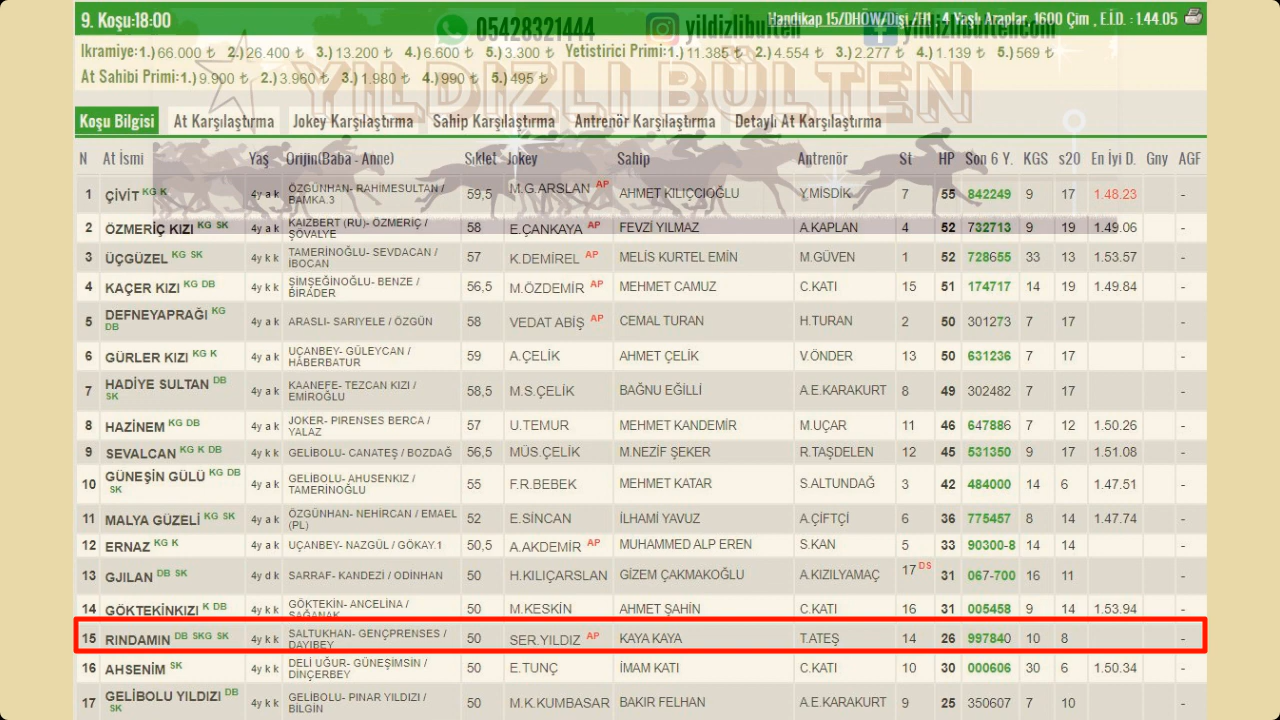 9. Koşu:18:00 Handikap 15/DHÖW/Dişi /H1 , 4 Yaşlı Araplar, 1600 Çim , E.İ.D. : 1.44.05
05428321444 yildizlibulten yildizlibulten.com
İkramiye:1.)66.000 ₺ 2.)26.400 ₺ 3.)13.200 ₺ 4.)6.600 ₺ 5.)3.300 ₺ Yetistirici Primi:1.)11.385 ₺ 2.)4.554 ₺ 3.)2.277 ₺ 4.)1.139 ₺ 5.)569 ₺
At Sahibi Primi:1.)9.900 ₺ 2.)3.960 ₺ 3.)1.980 ₺ 4.)990 ₺ 5.)495 ₺
YILDIZLI BÜLTEN
Koşu Bilgisi At Karşılaştırma Jokey Karşılaştırma Sahip Karşılaştırma Antrenör Karşılaştırma Detaylı At Karşılaştırma
N At İsmi Yaş Orijin(Baba - Anne) Sıklet Jokey Sahip Antrenör St HP Son 6 Y. KGS s20 En İyi D. Gny AGF
1 ÇİVİT KG K 4y a k ÖZGÜNHAN- RAHİMESULTAN / BAMKA.3 59,5 M.G.ARSLAN AP AHMET KILIÇCIOĞLU Y.MİSDİK 7 55 842249 9 17 1.48.23 -
2 ÖZMERİÇ KIZI KG SK 4y a k KAIZBERT (RU)- ÖZMERİÇ / ŞÖVALYE 58 E.ÇANKAYA AP FEVZİ YILMAZ A.KAPLAN 4 52 732713 9 19 1.49.06 -
3 ÜÇGÜZEL KG SK 4y k k TAMERİNOĞLU- SEVDACAN / İBOCAN 57 K.DEMİREL AP MELİS KURTEL EMİN M.GÜVEN 1 52 728655 33 13 1.53.57 -
4 KAÇER KIZI KG DB 4y k k ŞİMŞEĞİNOĞLU- BENZE / BİRADER 56,5 M.ÖZDEMİR AP MEHMET CAMUZ C.KATI 15 51 174717 14 19 1.49.84 -
5 DEFNEYAPRAĞI KG DB 4y a k ARASLI- SARIYELE / ÖZGÜN 58 VEDAT ABİŞ AP CEMAL TURAN H.TURAN 2 50 301273 7 17 -
6 GÜRLER KIZI KG K 4y a k UÇANBEY- GÜLEYCAN / HABERBATUR 59 A.ÇELİK AHMET ÇELİK V.ÖNDER 13 50 631236 7 17 -
7 HADİYE SULTAN DB SK 4y a k KAANEFE- TEZCAN KIZI / EMİROĞLU 58,5 M.S.ÇELİK BAĞNU EĞİLLİ A.E.KARAKURT 8 49 302482 7 17 -
8 HAZİNEM KG DB 4y a k JOKER- PIRENSES BERCA / YALAZ 57 U.TEMUR MEHMET KANDEMİR M.UÇAR 11 46 647886 7 12 1.50.26 -
9 SEVALCAN KG K DB 4y k k GELİBOLU- CANATEŞ / BOZDAĞ 56,5 MÜS.ÇELİK M.NEZİF ŞEKER R.TAŞDELEN 12 45 531350 9 17 1.51.08 -
10 GÜNEŞİN GÜLÜ KG DB SK 4y a k GELİBOLU- AHUSENKIZ / TAMERİNOĞLU 55 F.R.BEBEK MEHMET KATAR S.ALTUNDAĞ 3 42 484000 14 6 1.47.51 -
11 MALYA GÜZELİ KG SK 4y a k ÖZGÜNHAN- NEHİRCAN / EMAEL (PL) 52 E.SİNCAN İLHAMİ YAVUZ A.ÇİFTÇİ 6 36 775457 8 14 1.47.74 -
12 ERNAZ KG K 4y a k UÇANBEY- NAZGÜL / GÖKAY.1 50,5 A.AKDEMİR AP MUHAMMED ALP EREN S.KAN 5 33 90300-8 14 14 -
13 GJILAN DB SK 4y d k SARRAF- KANDEZİ / ODİNHAN 50 H.KILIÇARSLAN GİZEM ÇAKMAKOĞLU A.KIZILYAMAÇ 17 DS 31 067-700 16 11 -
14 GÖKTEKİNKIZI K DB 4y k k GÖKTEKİN- ANCELİNA / SAĞANAK 50 M.KESKİN AHMET ŞAHİN C.KATI 16 31 005458 9 14 1.53.94 -
15 RINDAMIN DB SKG SK 4y k k SALTUKHAN- GENÇPRENSES / DAYIBEY 50 SER.YILDIZ AP KAYA KAYA T.ATEŞ 14 26 997840 10 8 -
16 AHSENİM SK 4y k k DELİ UĞUR- GÜNEŞİMSİN / DİNÇERBEY 50 E.TUNÇ İMAM KATI C.KATI 10 30 000606 30 6 1.50.34 -
17 GELİBOLU YILDIZI DB SK 4y k k GELİBOLU- PINAR YILDIZI / BİLGİN 50 M.K.KUMBASAR BAKIR FELHAN A.E.KARAKURT 9 25 350607 7 10 -